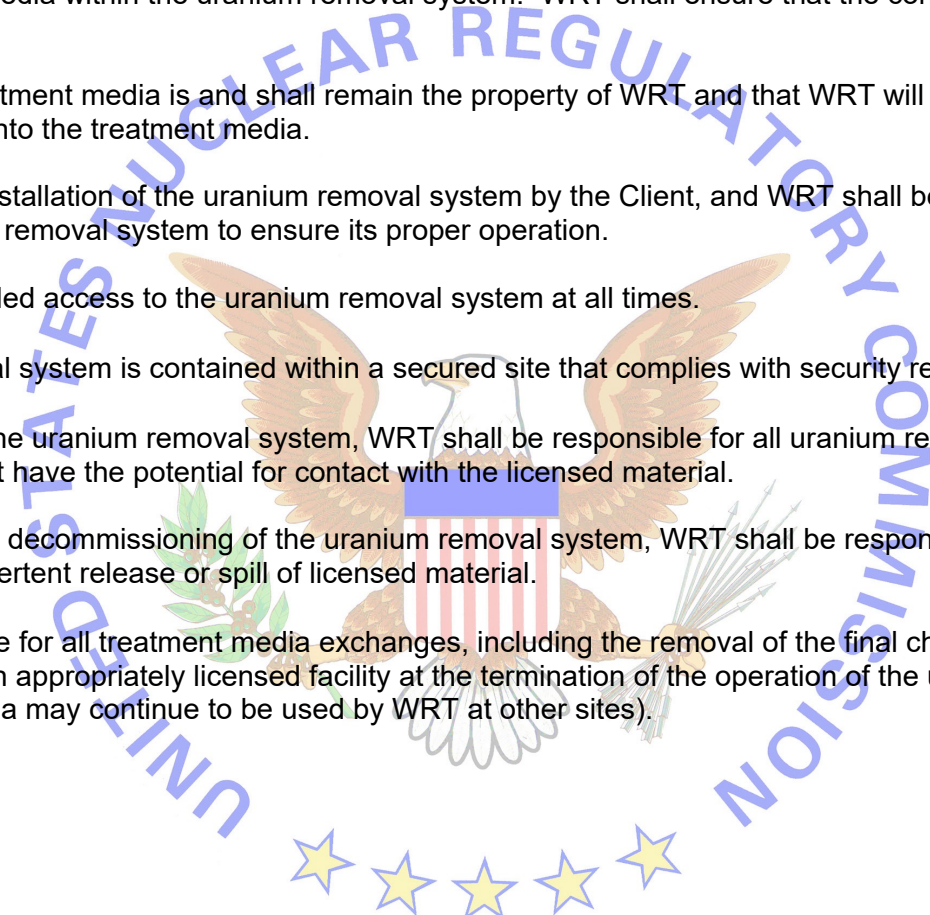 edia within the uranium removal system. WRT shall ensure that the con
tment media is and shall remain the property of WRT and that WRT will
nto the treatment media.
stallation of the uranium removal system by the Client, and WRT shall be
removal system to ensure its proper operation.
led access to the uranium removal system at all times.
l system is contained within a secured site that complies with security re
he uranium removal system, WRT shall be responsible for all uranium re
t have the potential for contact with the licensed material.
decommissioning of the uranium removal system, WRT shall be respon
ertent release or spill of licensed material.
e for all treatment media exchanges, including the removal of the final ch
n appropriately licensed facility at the termination of the operation of the u
a may continue to be used by WRT at other sites).
UNITED STATES NUCLEAR REGULATORY COMMISSION